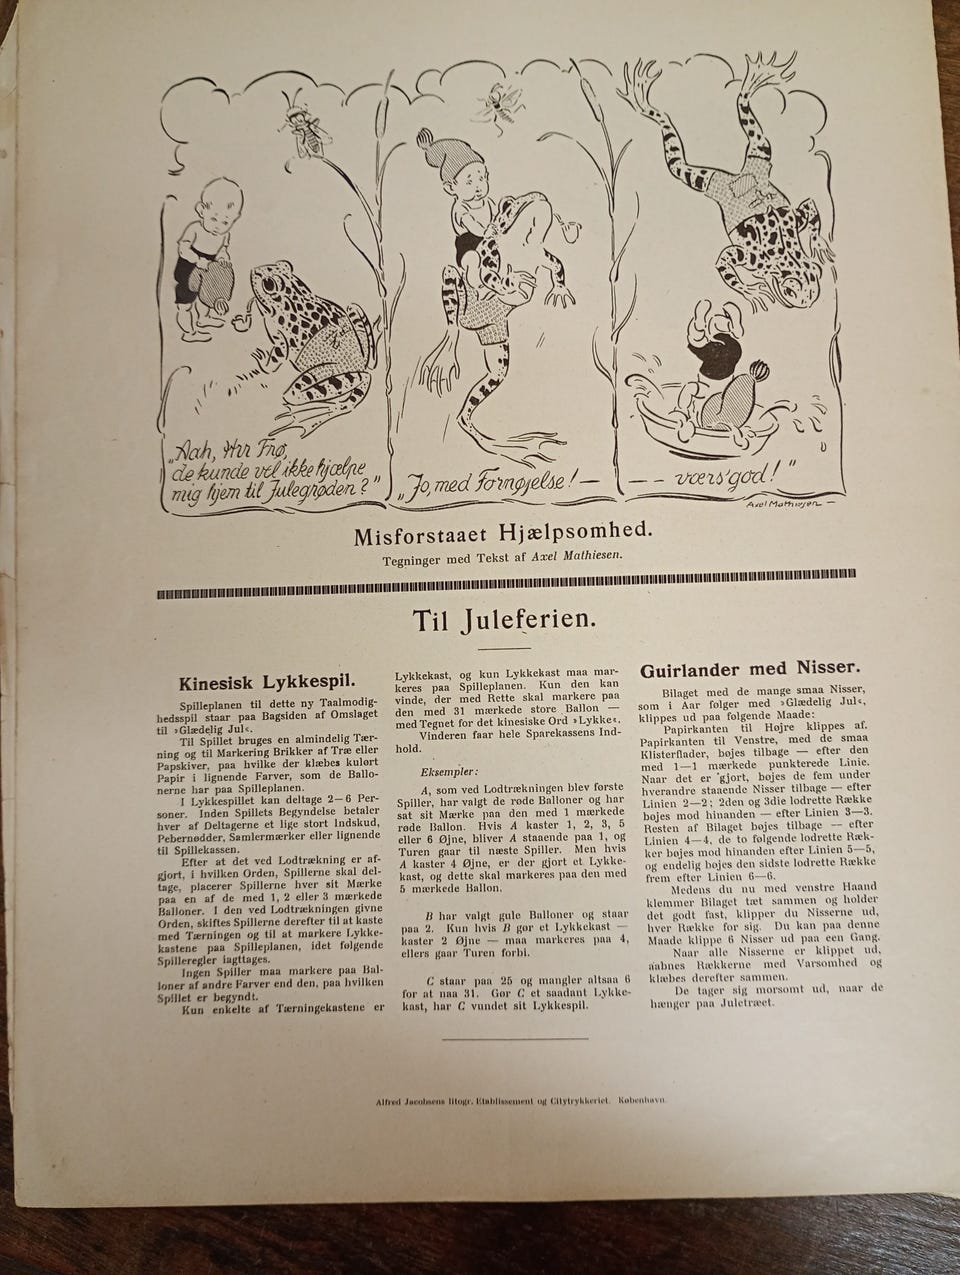 „Aah, Hr Frø,
de kunde vel ikke hjælpe
mig hjem til Julegrøden?"
„Jo, med Fornøjelse! —
— – værs'god!"
Axel Mathiesen —
Misforstaaet Hjælpsomhed.
Tegninger med Tekst af Axel Mathiesen.
Til Juleferien.
Kinesisk Lykkespil.
Spilleplanen til dette ny Taalmodig-
hedsspil staar paa Bagsiden af Omslaget
til »Glædelig Jul«.
Til Spillet bruges en almindelig Tær-
ning og til Markering Brikker af Træ eller
Papskiver, paa hvilke der klæbes kulørt
Papir i lignende Farver, som de Ballo-
nerne har paa Spilleplanen.
I Lykkespillet kan deltage 2—6 Per-
soner. Inden Spillets Begyndelse betaler
hver af Deltagerne et lige stort Indskud,
Pebernødder, Samlermærker eller lignende
til Spillekassen.
Efter at det ved Lodtrækning er af-
gjort, i hvilken Orden, Spillerne skal del-
tage, placerer Spillerne hver sit Mærke
paa en af de med 1, 2 eller 3 mærkede
Balloner. I den ved Lodtrækningen givne
Orden, skiftes Spillerne derefter til at kaste
med Tærningen og til at markere Lykke-
kastene paa Spilleplanen, idet følgende
Spilleregler iagttages.
Ingen Spiller maa markere paa Bal-
loner af andre Farver end den, paa hvilken
Spillet er begyndt.
Kun enkelte af Tærningekastene er
Lykkekast, og kun Lykkekast maa mar-
keres paa Spilleplanen. Kun den kan
vinde, der med Rette skal markere paa
den med 31 mærkede store Ballon —
med Tegnet for det kinesiske Ord »Lykke«.
Vinderen faar hele Sparekassens Ind-
hold.
Eksempler:
A, som ved Lodtrækningen blev første
Spiller, har valgt de røde Balloner og har
sat sit Mærke paa den med 1 mærkede
røde Ballon. Hvis A kaster 1, 2, 3, 5
eller 6 Øjne, bliver A staaende paa 1, og
Turen gaar til næste Spiller. Men hvis
A kaster 4 Øjne, er der gjort et Lykke-
kast, og dette skal markeres paa den med
5 mærkede Ballon.
B har valgt gule Balloner og staar
paa 2. Kun hvis B gør et Lykkekast —
kaster 2 Øjne — maa markeres paa 4,
ellers gaar Turen forbi.
C staar paa 25 og mangler altsaa 6
for at naa 31. Gør C et saadant Lykke-
kast, har C vundet sit Lykkespil.
Guirlander med Nisser.
Bilaget med de mange smaa Nisser,
som i Aar følger med »Glædelig Jul«,
klippes ud paa følgende Maade:
Papirkanten til Højre klippes af.
Papirkanten til Venstre, med de smaa
Klisterflader, bøjes tilbage — efter den
med 1—1 mærkede punkterede Linie.
Naar det er gjort, bøjes de fem under
hverandre staaende Nisser tilbage — efter
Linien 2—2; 2den og 3die lodrette Række
bøjes mod hinanden — efter Linien 3—3.
Resten af Bilaget bøjes tilbage — efter
Linien 4—4, de to følgende lodrette Ræk-
ker bøjes mod hinanden efter Linien 5—5,
og endelig bøjes den sidste lodrette Række
frem efter Linien 6—6.
Medens du nu med venstre Haand
klemmer Bilaget tæt sammen og holder
det godt fast, klipper du Nisserne ud,
hver Række for sig. Du kan paa denne
Maade klippe 6 Nisser ud paa een Gang.
Naar alle Nisserne er klippet ud,
aabnes Rækkerne med Varsomhed og
klæbes derefter sammen.
De tager sig morsomt ud, naar de
hænger paa Juletræet.
Alfred Jacobsens litogr. Etablissement og Citytrykkeriet. København.